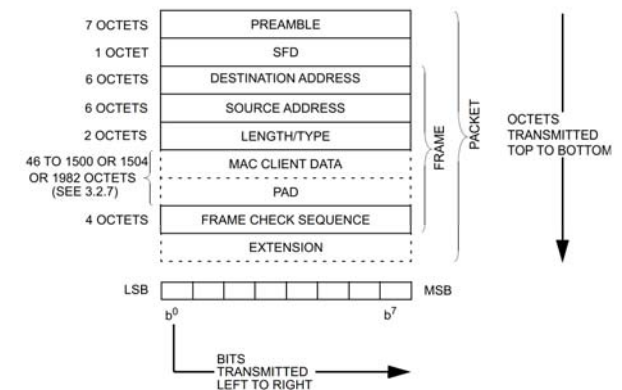 7 OCTETS PREAMBLE
1 OCTET SFD
6 OCTETS DESTINATION ADDRESS
6 OCTETS SOURCE ADDRESS
2 OCTETS LENGTH/TYPE
46 TO 1500 OR 1504
OR 1982 OCTETS
(SEE 3.2.7)
MAC CLIENT DATA
PAD
4 OCTETS FRAME CHECK SEQUENCE
EXTENSION
FRAME
PACKET
OCTETS
TRANSMITTED
TOP TO BOTTOM
LSB MSB
b0 b7
BITS
TRANSMITTED
LEFT TO RIGHT